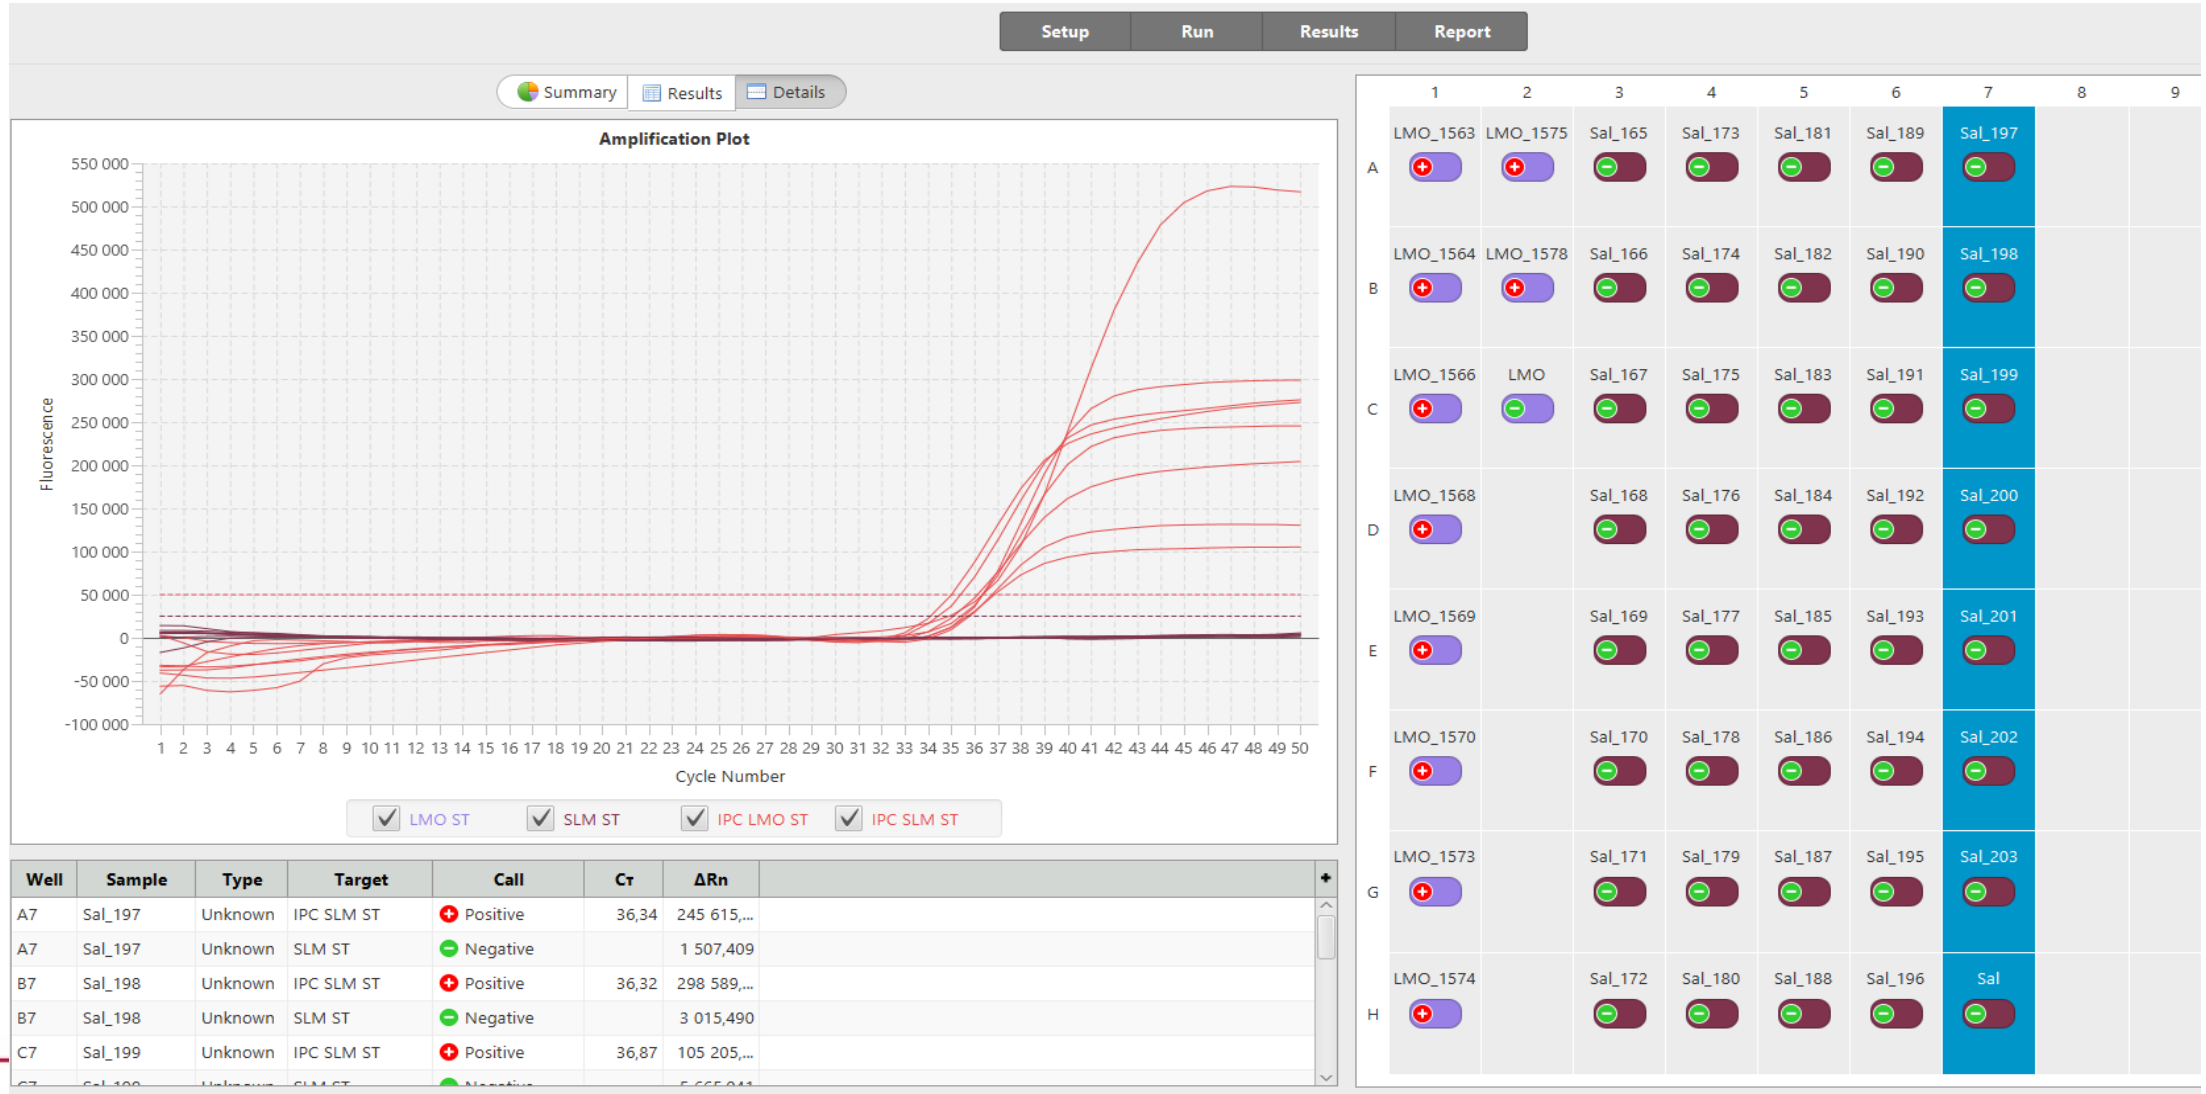 Setup Run Results Report
Summary Results Details
Amplification Plot
550 000
500 000
450 000
400 000
350 000
300 000
250 000
200 000
150 000
100 000
50 000
0
-50 000
-100 000
Fluorescence
1 2 3 4 5 6 7 8 9 10 11 12 13 14 15 16 17 18 19 20 21 22 23 24 25 26 27 28 29 30 31 32 33 34 35 36 37 38 39 40 41 42 43 44 45 46 47 48 49 50
Cycle Number
LMO ST SLM ST IPC LMO ST IPC SLM ST
Well Sample Type Target Call Cт ΔRn
A7 Sal_197 Unknown IPC SLM ST Positive 36,34 245 615,...
A7 Sal_197 Unknown SLM ST Negative 1 507,409
B7 Sal_198 Unknown IPC SLM ST Positive 36,32 298 589,...
B7 Sal_198 Unknown SLM ST Negative 3 015,490
C7 Sal_199 Unknown IPC SLM ST Positive 36,87 105 205,...
1 2 3 4 5 6 7 8 9
LMO_1563 LMO_1575 Sal_165 Sal_173 Sal_181 Sal_189 Sal_197
A
LMO_1564 LMO_1578 Sal_166 Sal_174 Sal_182 Sal_190 Sal_198
B
LMO_1566 LMO Sal_167 Sal_175 Sal_183 Sal_191 Sal_199
C
LMO_1568 Sal_168 Sal_176 Sal_184 Sal_192 Sal_200
D
LMO_1569 Sal_169 Sal_177 Sal_185 Sal_193 Sal_201
E
LMO_1570 Sal_170 Sal_178 Sal_186 Sal_194 Sal_202
F
LMO_1573 Sal_171 Sal_179 Sal_187 Sal_195 Sal_203
G
LMO_1574 Sal_172 Sal_180 Sal_188 Sal_196 Sal
H